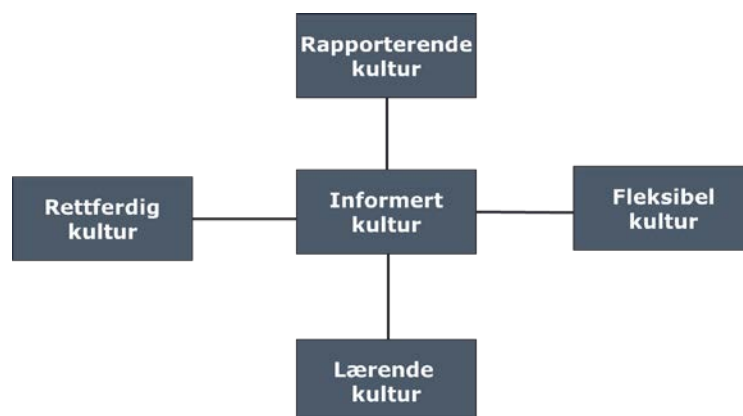 Rapporterende
kultur
Rettferdig
kultur
Informert
kultur
Fleksibel
kultur
Lærende
kultur